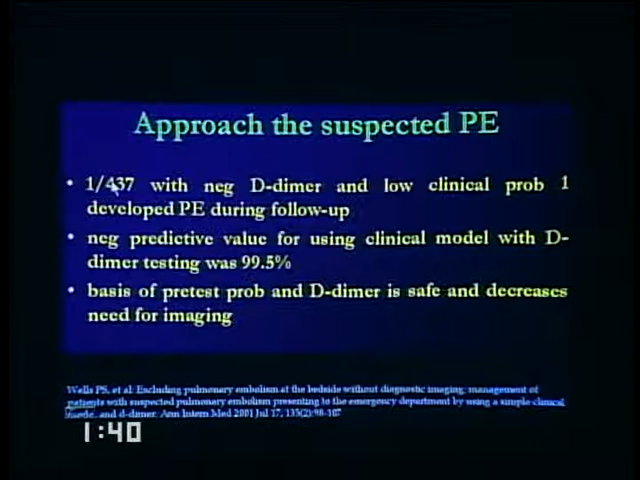 Approach the suspected PE
• 1/437 with neg D-dimer and low clinical prob 1
developed PE during follow-up
• neg predictive value for using clinical model with D-
dimer testing was 99.5%
• basis of pretest prob and D-dimer is safe and decreases
need for imaging
Wells PS, et al. Excluding pulmonary embolism at the bedside without diagnostic imaging: management of
patients with suspected pulmonary embolism presenting to the emergency department by using a simple clinical
and d-dimer. Ann Intern Med 2001 Jul 17; 135(2):98-107
1:40